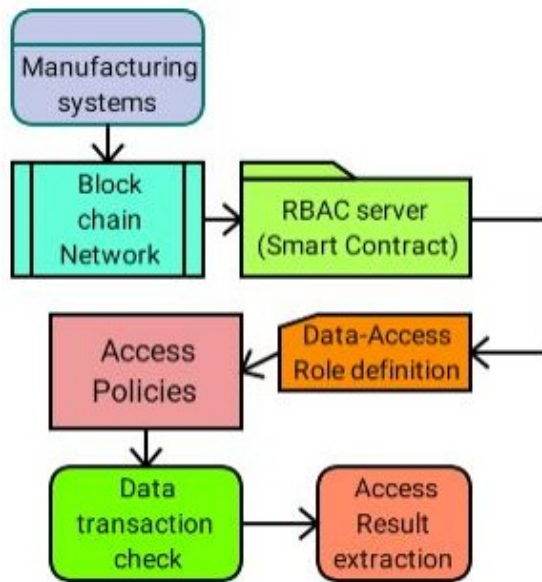 Manufacturing
systems
Block
chain
Network
RBAC server
(Smart Contract)
Data-Access
Role definition
Access
Policies
Data
transaction
check
Access
Result
extraction